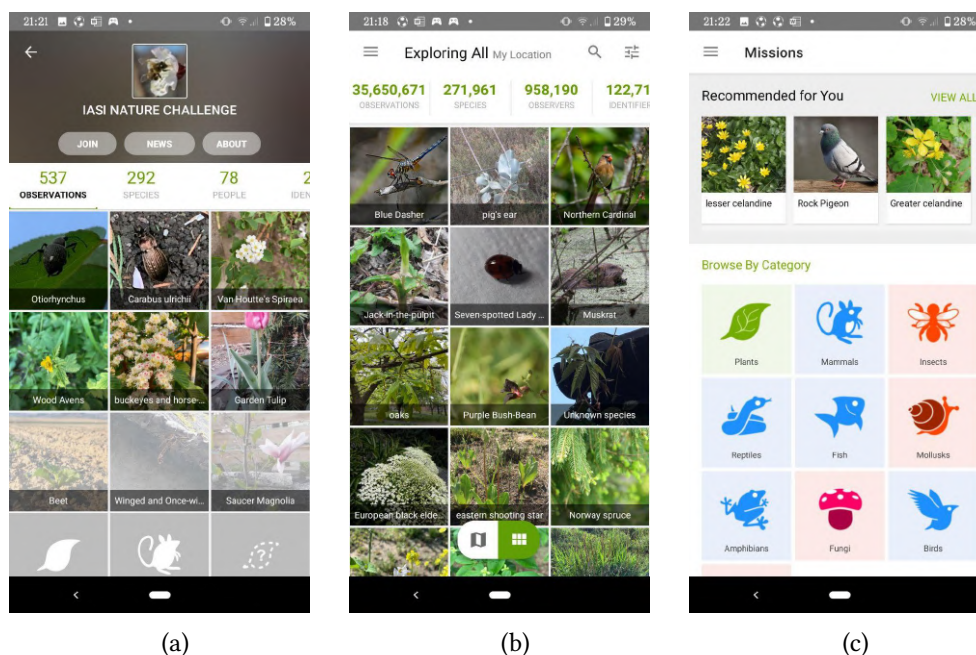 21:21 28%
IASI NATURE CHALLENGE
JOIN NEWS ABOUT
537 292 78 2
OBSERVATIONS SPECIES PEOPLE IDEN
Otiorhynchus Carabus ulrichii Van Houtte's Spiraea
Wood Avens buckeyes and horse-... Garden Tulip
Beet Winged and Once-wi... Saucer Magnolia
(a)
21:18 29%
Exploring All My Location
35,650,671 271,961 958,190 122,71
OBSERVATIONS SPECIES OBSERVERS IDENTIFIER
Blue Dasher pig's ear Northern Cardinal
Jack-in-the-pulpit Seven-spotted Lady ... Muskrat
oaks Purple Bush-Bean Unknown species
European black elde... eastern shooting star Norway spruce
(b)
21:22 28%
Missions
Recommended for You VIEW ALL
lesser celandine Rock Pigeon Greater celandine
Browse By Category
Plants Mammals Insects
Reptiles Fish Mollusks
Amphibians Fungi Birds
(c)